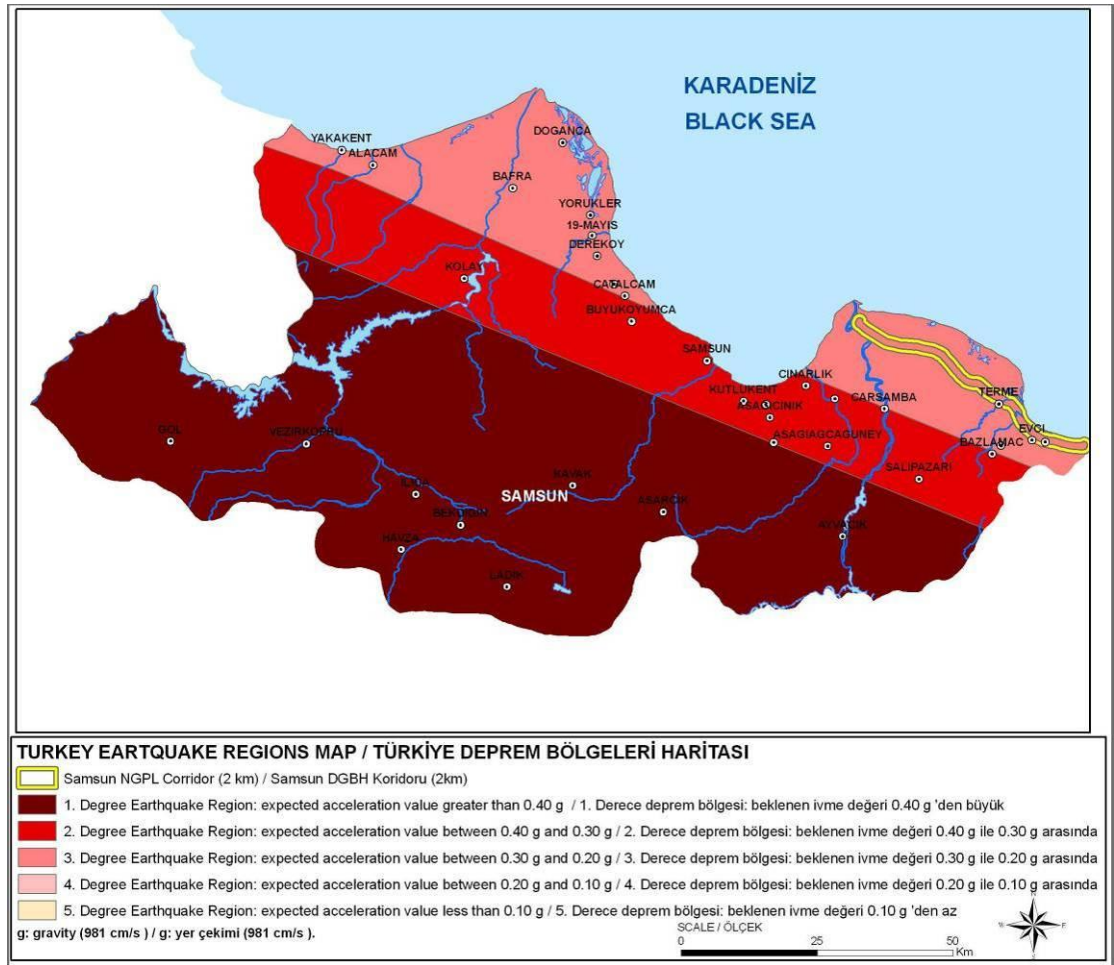 KARADENİZ
BLACK SEA
DOGANCA
YAKAKENT
ALACAM
BAFRA
YORUKLER
19-MAYIS
DEREKOY
KOLAY
CATALCAM
BUYUKOYUMCA
SAMSUN
CINARLIK
KUTLUKENT
TERME
CARSAMBA
ASAGICINIK
GOL
VEZIRKOPRU
ASAGIAGCAGUNEY
EVCI
BAZLAMAC
SALIPAZARI
KAVAK
ILICA
SAMSUN
ASARCIK
BEKDIGIN
AYVACIK
HAVZA
LADIK
TURKEY EARTQUAKE REGIONS MAP / TÜRKİYE DEPREM BÖLGELERİ HARİTASI
Samsun NGPL Corridor (2 km) / Samsun DGBH Koridoru (2km)
1. Degree Earthquake Region: expected acceleration value greater than 0.40 g / 1. Derece deprem bölgesi: beklenen ivme değeri 0.40 g 'den büyük
2. Degree Earthquake Region: expected acceleration value between 0.40 g and 0.30 g / 2. Derece deprem bölgesi: beklenen ivme değeri 0.40 g ile 0.30 g arasında
3. Degree Earthquake Region: expected acceleration value between 0.30 g and 0.20 g / 3. Derece deprem bölgesi: beklenen ivme değeri 0.30 g ile 0.20 g arasında
4. Degree Earthquake Region: expected acceleration value between 0.20 g and 0.10 g / 4. Derece deprem bölgesi: beklenen ivme değeri 0.20 g ile 0.10 g arasında
5. Degree Earthquake Region: expected acceleration value less than 0.10 g / 5. Derece deprem bölgesi: beklenen ivme değeri 0.10 g 'den az
g: gravity (981 cm/s ) / g: yer çekimi (981 cm/s ).
SCALE / ÖLÇEK
0 25 50
Km